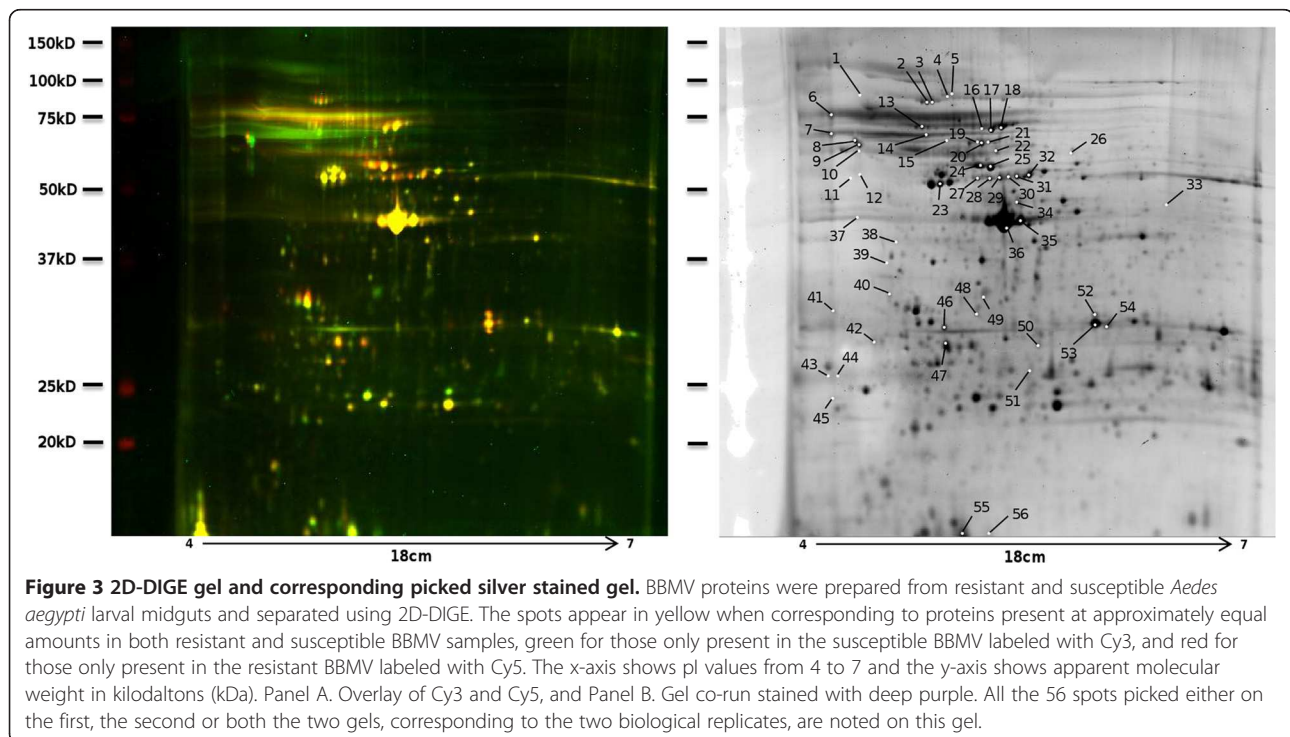 150kD
100kD
75kD
50kD
37kD
25kD
20kD
4
18cm
7
1
2 3 4 5
6
13
16 17 18
7
8
14
15
19
21
22
26
9
20
10
24
25
32
11
12
23
27 28 29
30
31
33
34
37
38
35
36
39
40
41
46
48
49
52
54
42
50
53
43 44
47
51
45
55
56
4
18cm
7
Figure 3 2D-DIGE gel and corresponding picked silver stained gel. BBMV proteins were prepared from resistant and susceptible Aedes
aegypti larval midguts and separated using 2D-DIGE. The spots appear in yellow when corresponding to proteins present at approximately equal
amounts in both resistant and susceptible BBMV samples, green for those only present in the susceptible BBMV labeled with Cy3, and red for
those only present in the resistant BBMV labeled with Cy5. The x-axis shows pI values from 4 to 7 and the y-axis shows apparent molecular
weight in kilodaltons (kDa). Panel A. Overlay of Cy3 and Cy5, and Panel B. Gel co-run stained with deep purple. All the 56 spots picked either on
the first, the second or both the two gels, corresponding to the two biological replicates, are noted on this gel.